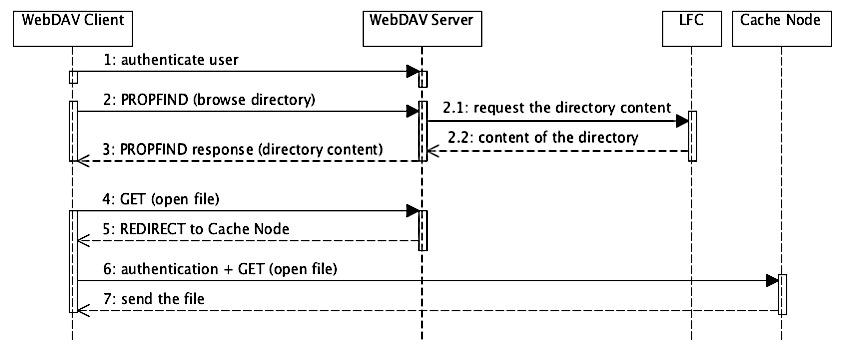 WebDAV Client
WebDAV Server
LFC
Cache Node
1: authenticate user
2: PROPFIND (browse directory)
2.1: request the directory content
2.2: content of the directory
3: PROPFIND response (directory content)
4: GET (open file)
5: REDIRECT to Cache Node
6: authentication + GET (open file)
7: send the file